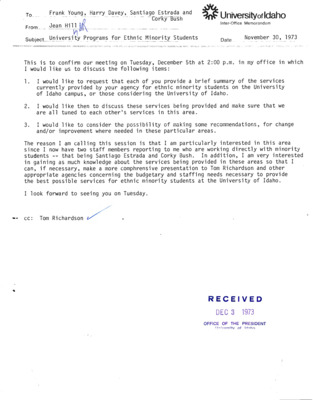 To Frank Young, Harry Davey, Santiago Estrada and Corky Bush
University of Idaho
Inter-Office Memorandum
From Jean Hill
Subject University Programs for Ethnic Minority Students Date November 30, 1973
This is to confirm our meeting on Tuesday, December 5th at 2:00 p.m. in my office in which
I would like us to discuss the following items:
1. I would like to request that each of you provide a brief summary of the services
currently provided by your agency for ethnic minority students on the University
of Idaho campus, or those considering the University of Idaho.
2. I would like then to discuss these services being provided and make sure that we
are all tuned to each other's services in this area.
3. I would like to consider the possibility of making some recommendations, for change
and/or improvement where needed in these particular areas.
The reason I am calling this session is that I am particularly interested in this area
since I now have two staff members reporting to me who are working directly with minority
students -- that being Santiago Estrada and Corky Bush. In addition, I am very interested
in gaining as much knowledge about the services being provided in these areas so that I
can, if necessary, make a more comprehensive presentation to Tom Richardson and other
appropriate agencies concerning the budgetary and staffing needs necessary to provide
the best possible services for ethnic minority students at the University of Idaho.
I look forward to seeing you on Tuesday.
cc: Tom Richardson
RECEIVED
DEC 3 1973
OFFICE OF THE PRESIDENT
University of Idaho